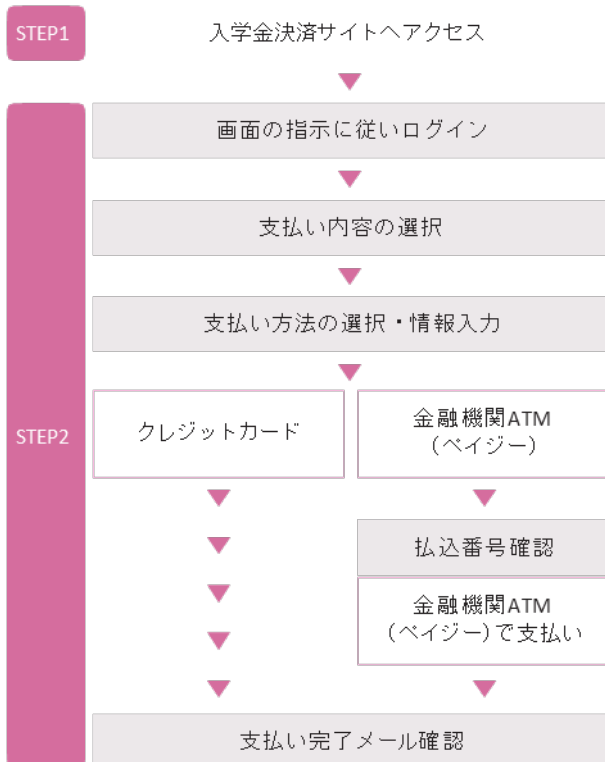 STEP1
入学金決済サイトへアクセス
画面の指示に従いログイン
支払い内容の選択
支払い方法の選択・情報入力
STEP2
クレジットカード
金融機関ATM
(ペイジー)
払込番号確認
金融機関ATM
(ペイジー)で支払い
支払い完了メール確認